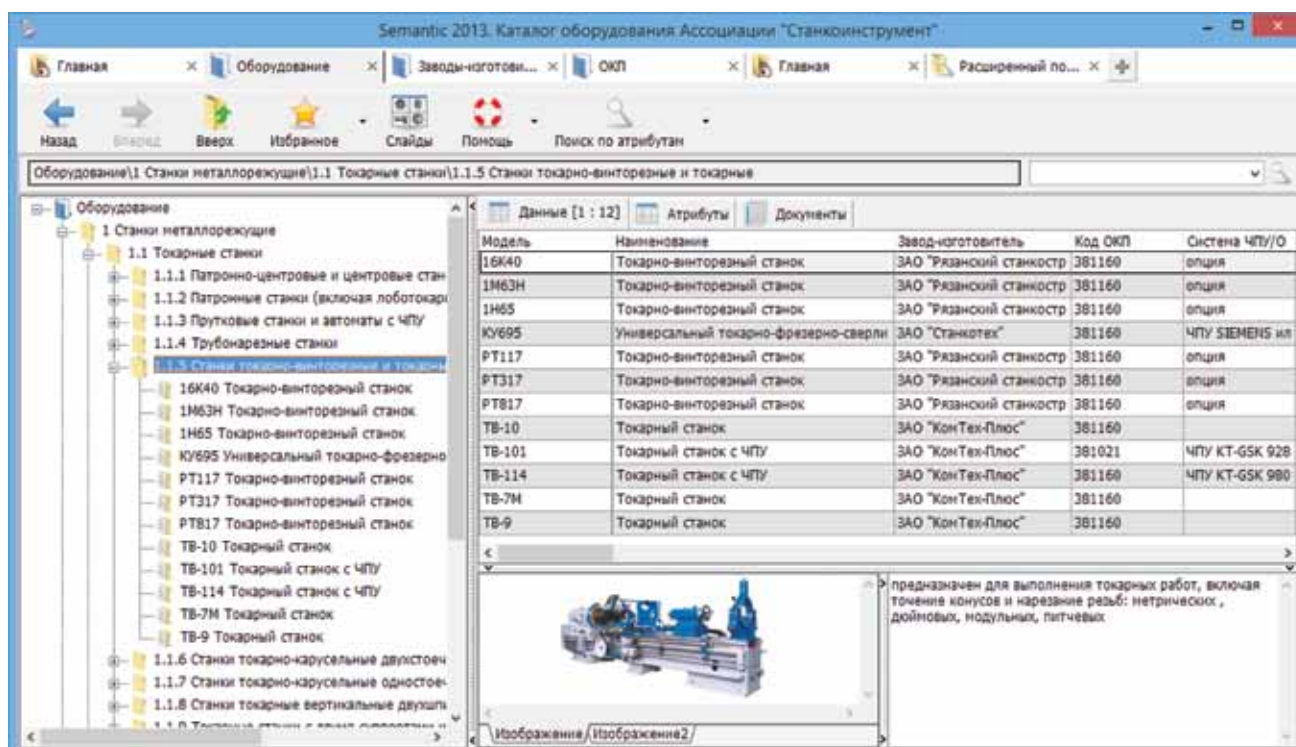 Semantic 2013. Каталог оборудования Ассоциации "Станкоинструмент"
Главная
Оборудование
Заводы-изготови...
ОКП
Главная
Расширенный по...
Назад
Вперед
Вверх
Избранное
Слайды
Помощь
Поиск по атрибутам
Оборудование\1 Станки металлорежущие\1.1 Токарные станки\1.1.5 Станки токарно-винторезные и токарные
Оборудование
1 Станки металлорежущие
1.1 Токарные станки
1.1.1 Патронно-центровые и центровые стан
1.1.2 Патронные станки (включая лоботокар
1.1.3 Прутковые станки и автоматы с ЧПУ
1.1.4 Трубонарезные станки
1.1.5 Станки токарно-винторезные и токарн
16К40 Токарно-винторезный станок
1М63Н Токарно-винторезный станок
1Н65 Токарно-винторезный станок
КУ695 Универсальный токарно-фрезерно
РТ117 Токарно-винторезный станок
РТ317 Токарно-винторезный станок
РТ817 Токарно-винторезный станок
ТВ-10 Токарный станок
ТВ-101 Токарный станок с ЧПУ
ТВ-114 Токарный станок с ЧПУ
ТВ-7М Токарный станок
ТВ-9 Токарный станок
1.1.6 Станки токарно-карусельные двухстоеч
1.1.7 Станки токарно-карусельные одностоеч
1.1.8 Станки токарные вертикальные двухшп
Данные [1 : 12] Атрибуты Документы
Модель Наименование Завод-изготовитель Код ОКП Система ЧПУ/О
16К40 Токарно-винторезный станок ЗАО "Рязанский станкостр 381160 опция
1М63Н Токарно-винторезный станок ЗАО "Рязанский станкостр 381160 опция
1Н65 Токарно-винторезный станок ЗАО "Рязанский станкостр 381160 опция
КУ695 Универсальный токарно-фрезерно-сверли ЗАО "Станкотех" 381160 ЧПУ SIEMENS ил
РТ117 Токарно-винторезный станок ЗАО "Рязанский станкостр 381160 опция
РТ317 Токарно-винторезный станок ЗАО "Рязанский станкостр 381160 опция
РТ817 Токарно-винторезный станок ЗАО "Рязанский станкостр 381160 опция
ТВ-10 Токарный станок ЗАО "КонТех-Плюс" 381160
ТВ-101 Токарный станок с ЧПУ ЗАО "КонТех-Плюс" 381021 ЧПУ KT-GSK 928
ТВ-114 Токарный станок с ЧПУ ЗАО "КонТех-Плюс" 381160 ЧПУ KT-GSK 980
ТВ-7М Токарный станок ЗАО "КонТех-Плюс" 381160
ТВ-9 Токарный станок ЗАО "КонТех-Плюс" 381160
предназначен для выполнения токарных работ, включая
точение конусов и нарезание резьб: метрических ,
дюймовых, модульных, питчевых
Изображение Изображение2